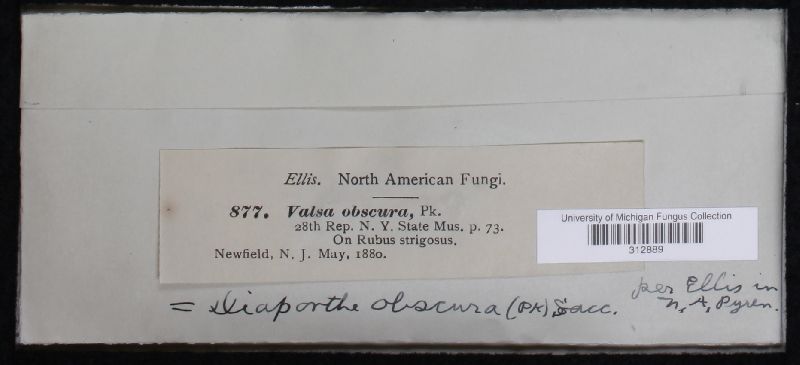 Ellis. North American Fungi.
877. Valsa obscura, Pk.
28th Rep. N. Y. State Mus. p. 73.
On Rubus strigosus.
Newfield, N. J. May, 1880.
University of Michigan Fungus Collection
312889
= Diaporthe obscura (Pk) Sacc.
per Ellis in
N. A. Pyren.